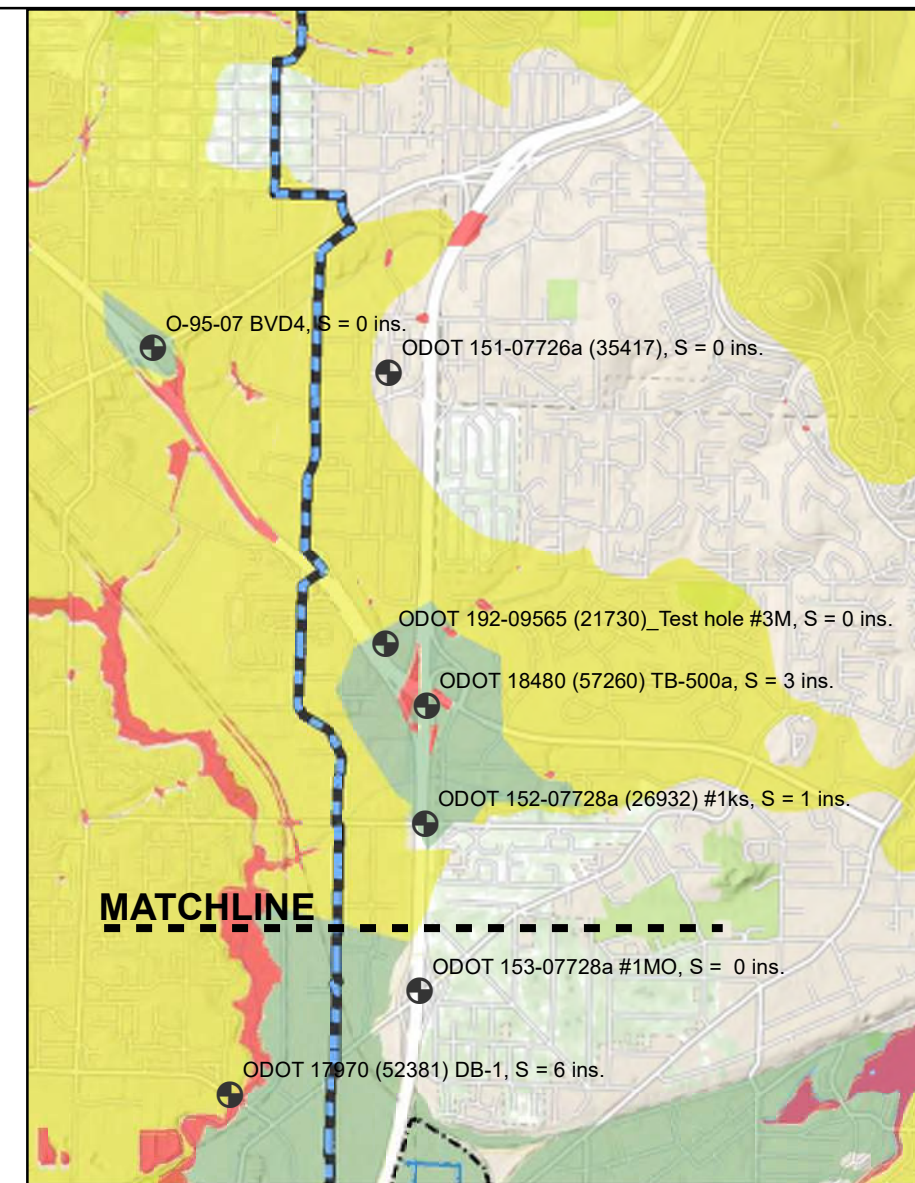 O-95-07 BVD4, S = 0 ins.
ODOT 151-07726a (35417), S = 0 ins.
ODOT 192-09565 (21730)_Test hole #3M, S = 0 ins.
ODOT 18480 (57260) TB-500a, S = 3 ins.
ODOT 152-07728a (26932) #1ks, S = 1 ins.
MATCHLINE
ODOT 153-07728a #1MO, S =  0 ins.
ODOT 17970 (52381) DB-1, S = 6 ins.